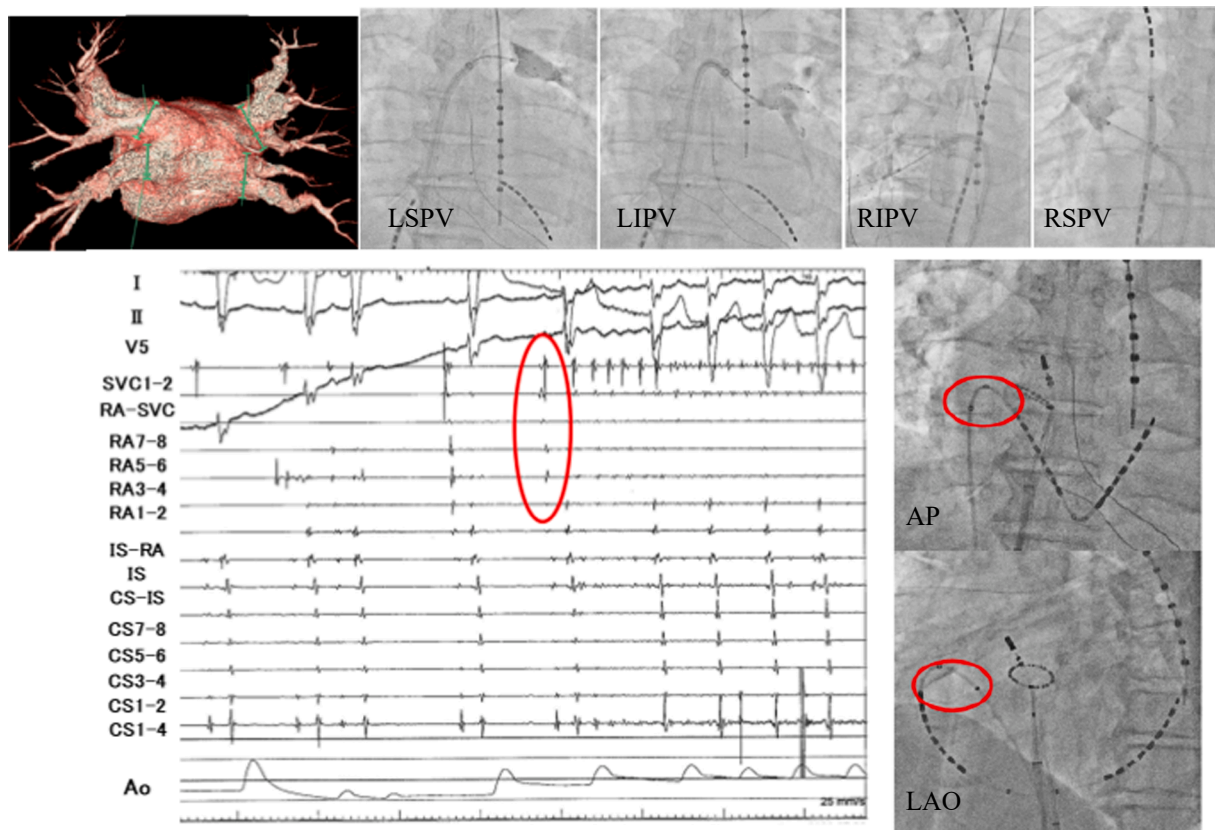 LSPV
LIPV
RIPV
RSPV
I
II
V5
SVC1-2
RA-SVC
RA7-8
RA5-6
RA3-4
RA1-2
IS-RA
IS
CS-IS
CS7-8
CS5-6
CS3-4
CS1-2
CS1-4
Ao
25 mm/s
AP
LAO